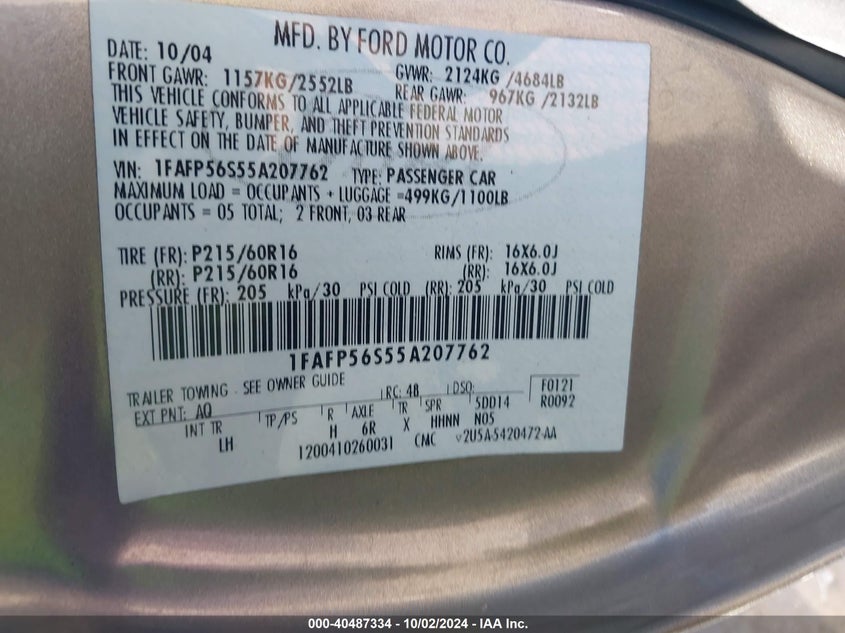 MFD. BY FORD MOTOR CO.
DATE: 10/04 GVWR: 2124KG /4684LB
FRONT GAWR: 1157KG/2552LB REAR GAWR: 967KG /2132LB
THIS VEHICLE CONFORMS TO ALL APPLICABLE FEDERAL MOTOR
VEHICLE SAFETY, BUMPER, AND THEFT PREVENTION STANDARDS
IN EFFECT ON THE DATE OF MANUFACTURE SHOWN ABOVE.
VIN: 1FAFP56S55A207762 TYPE: PASSENGER CAR
MAXIMUM LOAD = OCCUPANTS + LUGGAGE =499KG/1100LB
OCCUPANTS = 05 TOTAL; 2 FRONT, 03 REAR
TIRE (FR): P215/60R16 RIMS (FR): 16X6.0J
(RR): P215/60R16 (RR): 16X6.0J
PRESSURE (FR): 205 kPa/30 PSI COLD (RR): 205 kPa/30 PSI COLD
1FAFP56S55A207762
TRAILER TOWING - SEE OWNER GUIDE RC: 48 DSO: F0121
EXT PNT: AQ R0092
INT TR TP/PS R AXLE TR SPR 5DD14
LH H 6R X HHNN N05
1200410260031 CMC V2U5A-5420472-AA
000-40487334 - 10/02/2024 - IAA Inc.